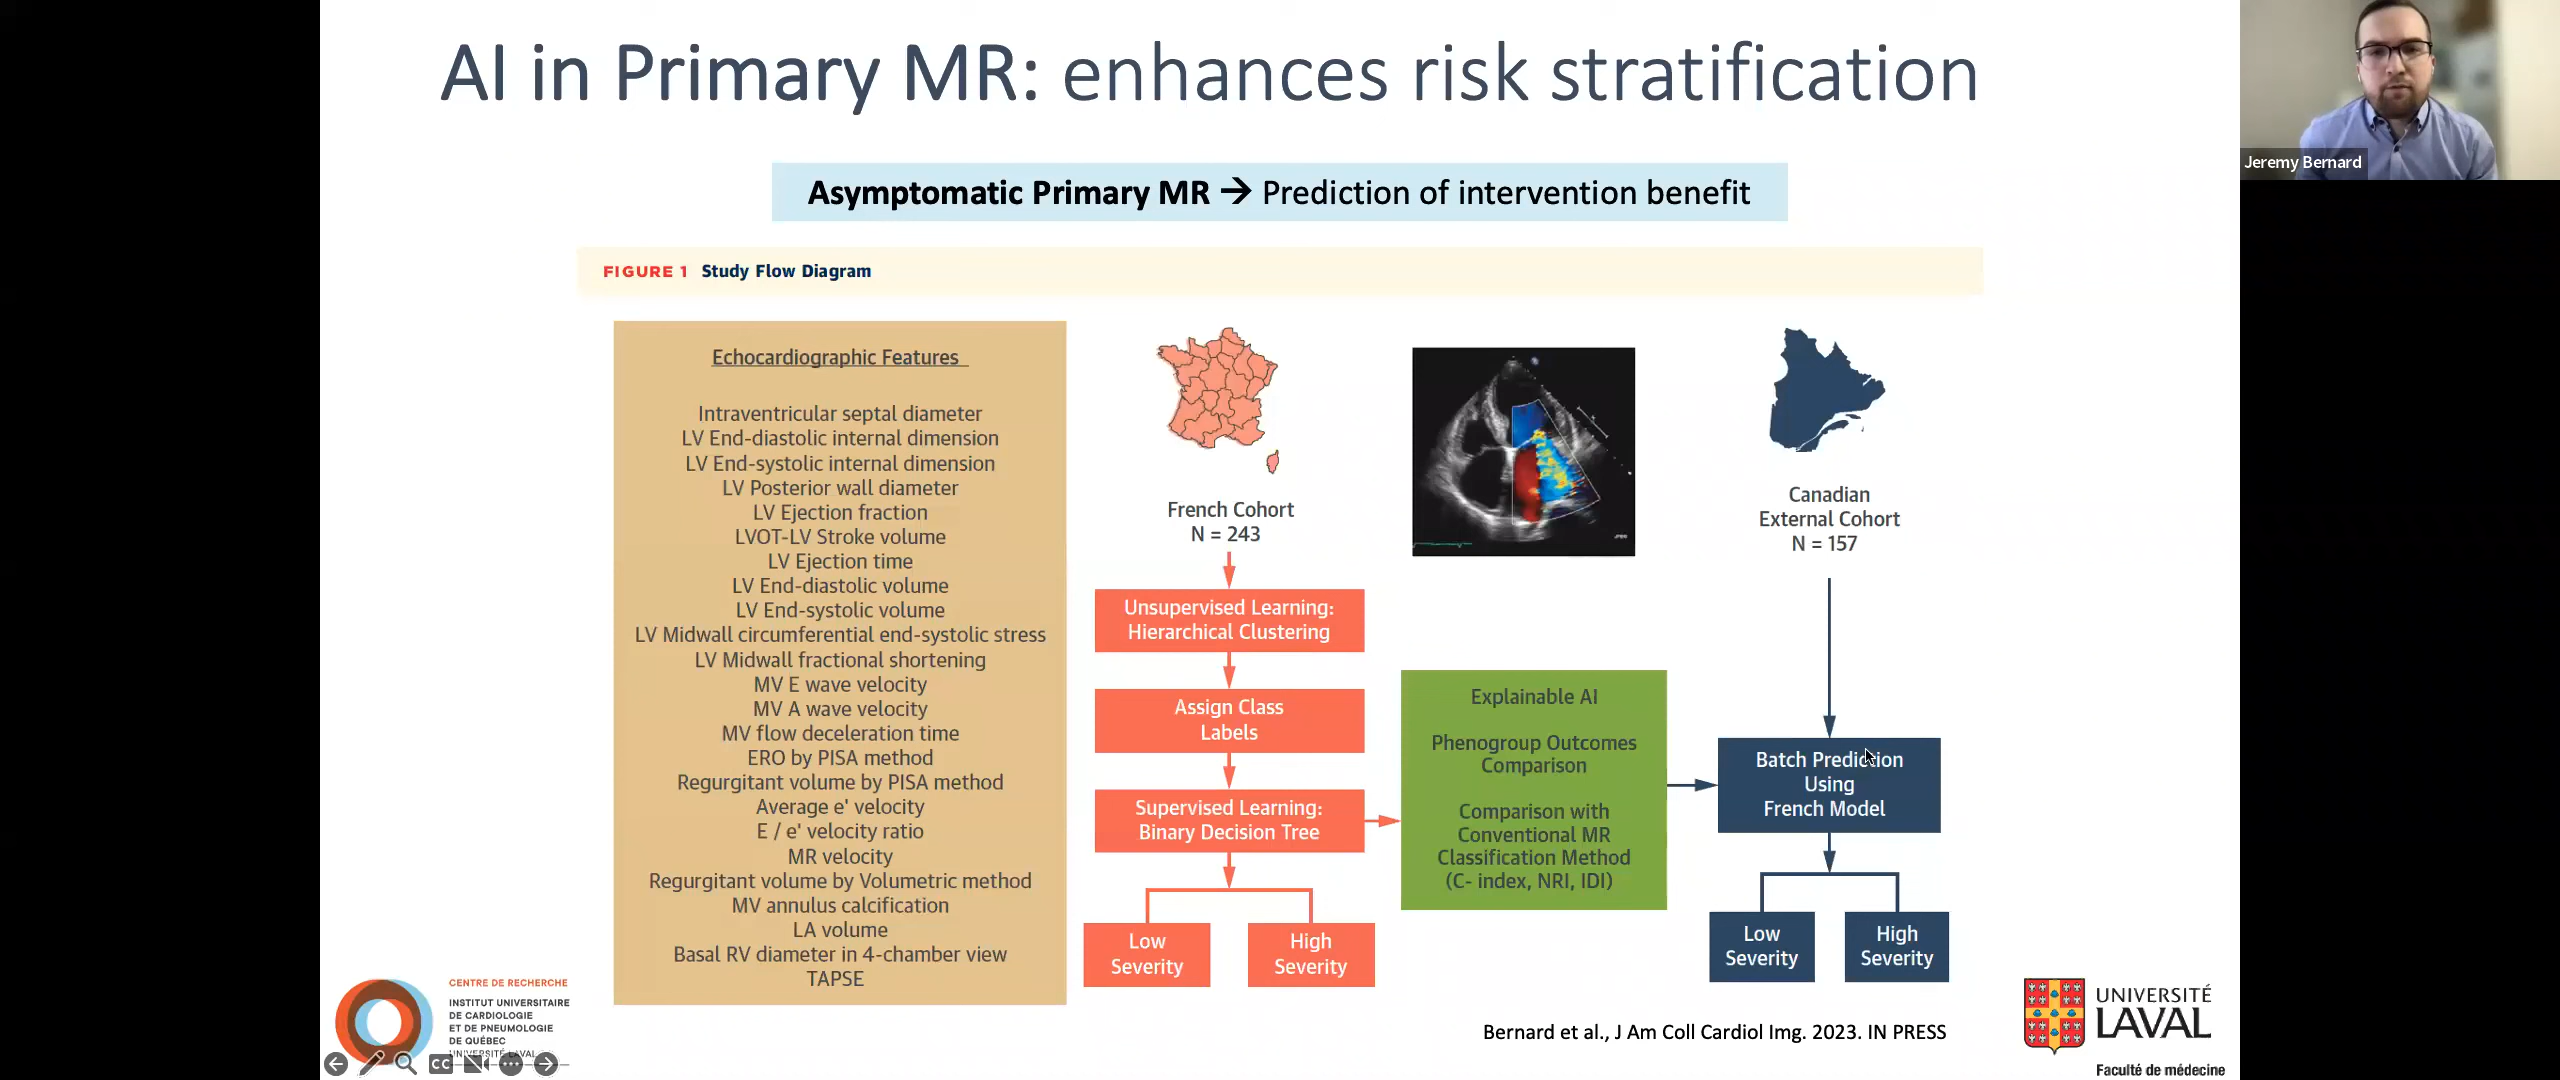 AI in Primary MR: enhances risk stratification
Jeremy Bernard
Asymptomatic Primary MR → Prediction of intervention benefit
FIGURE 1 Study Flow Diagram
Echocardiographic Features
Intraventricular septal diameter
LV End-diastolic internal dimension
LV End-systolic internal dimension
LV Posterior wall diameter
LV Ejection fraction
LVOT-LV Stroke volume
LV Ejection time
LV End-diastolic volume
LV End-systolic volume
LV Midwall circumferential end-systolic stress
LV Midwall fractional shortening
MV E wave velocity
MV A wave velocity
MV flow deceleration time
ERO by PISA method
Regurgitant volume by PISA method
Average e' velocity
E / e' velocity ratio
MR velocity
Regurgitant volume by Volumetric method
MV annulus calcification
LA volume
Basal RV diameter in 4-chamber view
TAPSE
French Cohort
N = 243
Unsupervised Learning:
Hierarchical Clustering
Assign Class
Labels
Supervised Learning:
Binary Decision Tree
Low
Severity
High
Severity
Explainable AI
Phenogroup Outcomes
Comparison
Comparison with
Conventional MR
Classification Method
(C- index, NRI, IDI)
Canadian
External Cohort
N = 157
Batch Prediction
Using
French Model
Low
Severity
High
Severity
Bernard et al., J Am Coll Cardiol Img. 2023. IN PRESS
CENTRE DE RECHERCHE
INSTITUT UNIVERSITAIRE
DE CARDIOLOGIE
ET DE PNEUMOLOGIE
DE QUÉBEC
UNIVERSITÉ LAVAL
CC
UNIVERSITÉ
LAVAL
Faculté de médecine